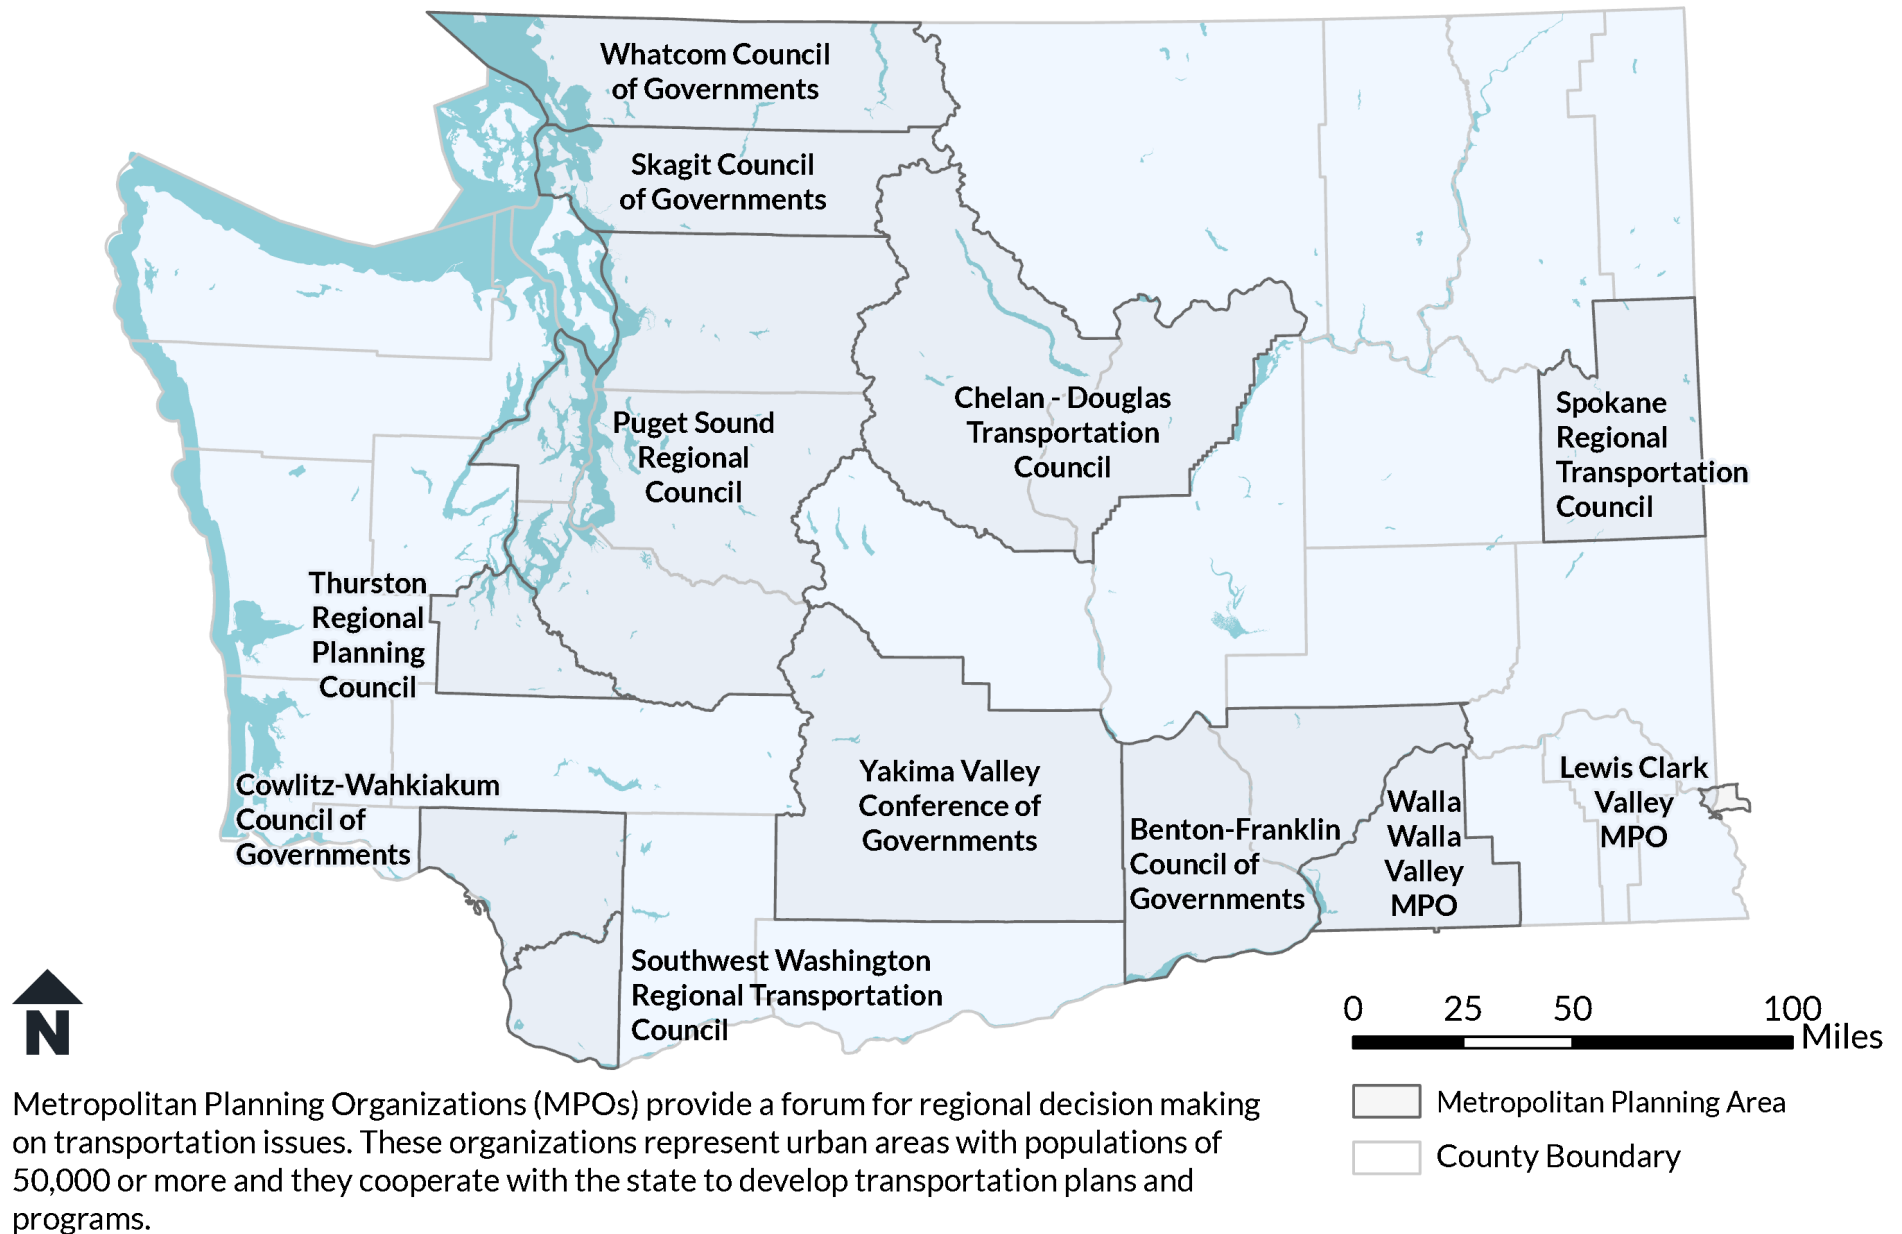 Whatcom Council
of Governments
Skagit Council
of Governments
Chelan - Douglas
Transportation
Council
Spokane
Regional
Transportation
Council
Puget Sound
Regional
Council
Thurston
Regional
Planning
Council
Cowlitz-Wahkiakum
Council of
Governments
Yakima Valley
Conference of
Governments
Benton-Franklin
Council of
Governments
Walla
Walla
Valley
MPO
Lewis Clark
Valley
MPO
Southwest Washington
Regional Transportation
Council
N
0 25 50 100
Miles
Metropolitan Planning Area
County Boundary
Metropolitan Planning Organizations (MPOs) provide a forum for regional decision making
on transportation issues. These organizations represent urban areas with populations of
50,000 or more and they cooperate with the state to develop transportation plans and
programs.